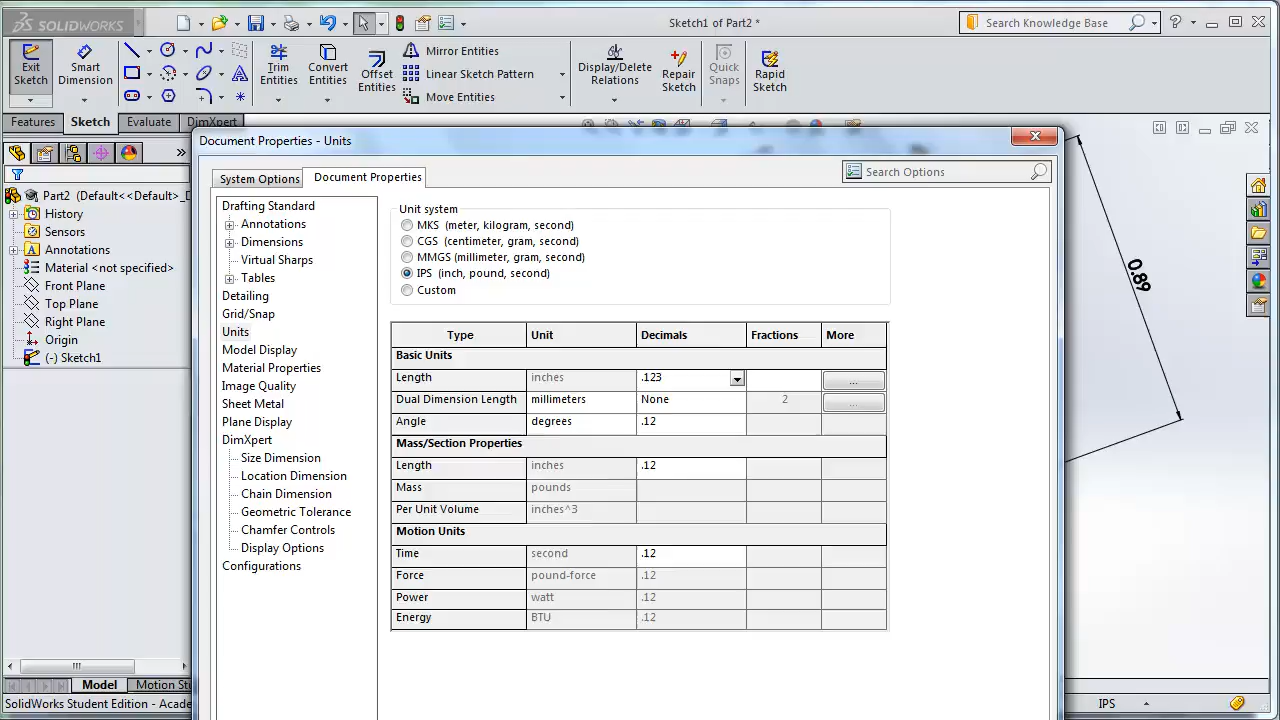 SOLIDWORKS
Sketch1 of Part2 *
Search Knowledge Base
?
Exit Sketch
Smart Dimension
Trim Entities
Convert Entities
Offset Entities
Mirror Entities
Linear Sketch Pattern
Move Entities
Display/Delete Relations
Repair Sketch
Quick Snaps
Rapid Sketch
Features
Sketch
Evaluate
DimXpert
Part2 (Default<<Default>_D
History
Sensors
Annotations
Material <not specified>
Front Plane
Top Plane
Right Plane
Origin
(-) Sketch1
Document Properties - Units
System Options
Document Properties
Search Options
Drafting Standard
Annotations
Dimensions
Virtual Sharps
Tables
Detailing
Grid/Snap
Units
Model Display
Material Properties
Image Quality
Sheet Metal
Plane Display
DimXpert
Size Dimension
Location Dimension
Chain Dimension
Geometric Tolerance
Chamfer Controls
Display Options
Configurations
Unit system
MKS (meter, kilogram, second)
CGS (centimeter, gram, second)
MMGS (millimeter, gram, second)
IPS (inch, pound, second)
Custom
Type Unit Decimals Fractions More
Basic Units
Length inches .123 ...
Dual Dimension Length millimeters None 2 ...
Angle degrees .12
Mass/Section Properties
Length inches .12
Mass pounds
Per Unit Volume inches^3
Motion Units
Time second .12
Force pound-force .12
Power watt .12
Energy BTU .12
0.89
Model
Motion Stu
SolidWorks Student Edition - Acade
IPS